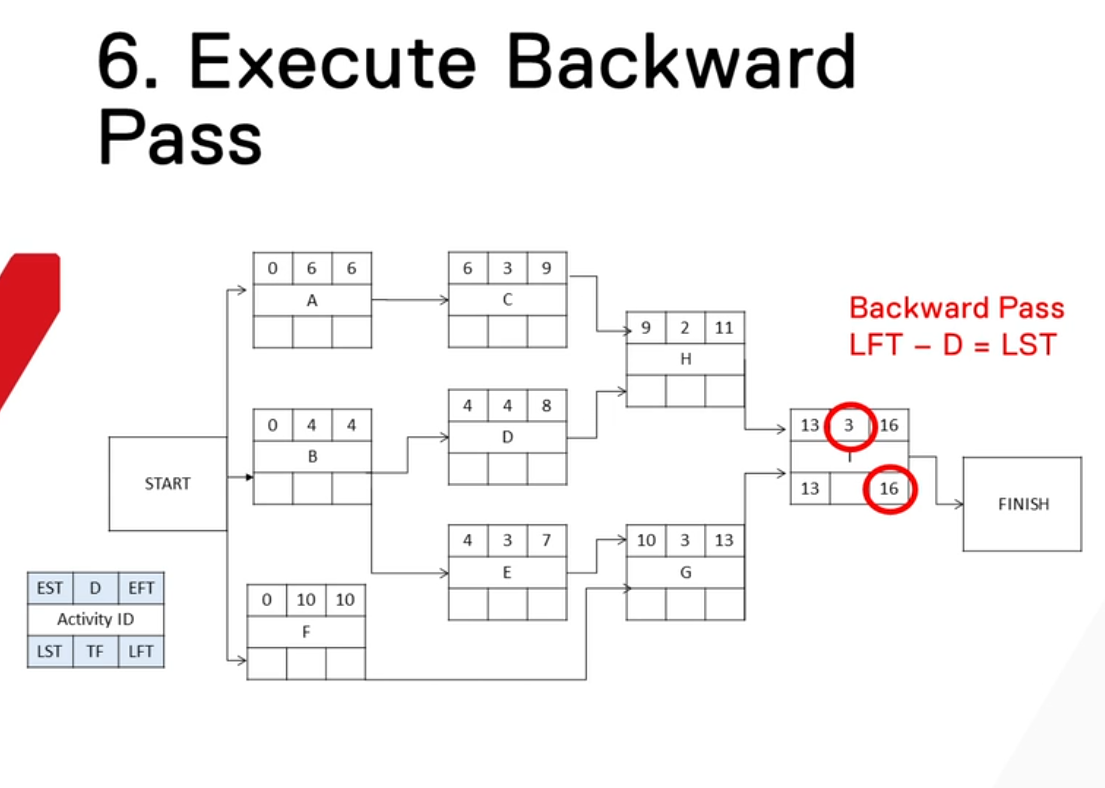 6. Execute Backward
Pass
Backward Pass
LFT – D = LST
0 6 6
A
6 3 9
C
9 2 11
H
0 4 4
B
4 4 8
D
13 3 16
I
13 16
START
FINISH
4 3 7
E
10 3 13
G
0 10 10
F
EST D EFT
Activity ID
LST TF LFT